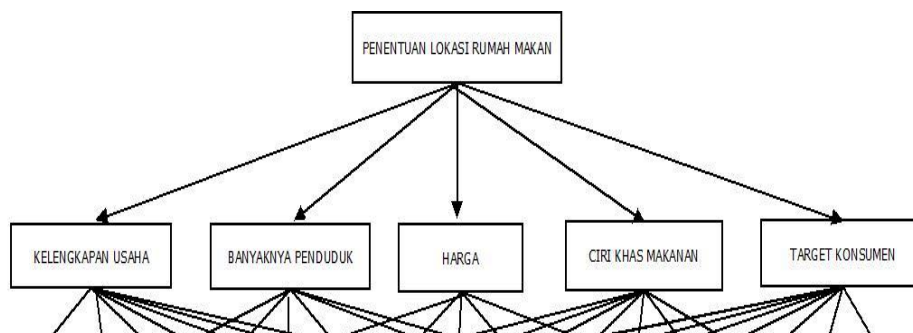 PENENTUAN LOKASI RUMAH MAKAN
KELENGKAPAN USAHA
BANYAKNYA PENDUDUK
HARGA
CIRI KHAS MAKANAN
TARGET KONSUMEN